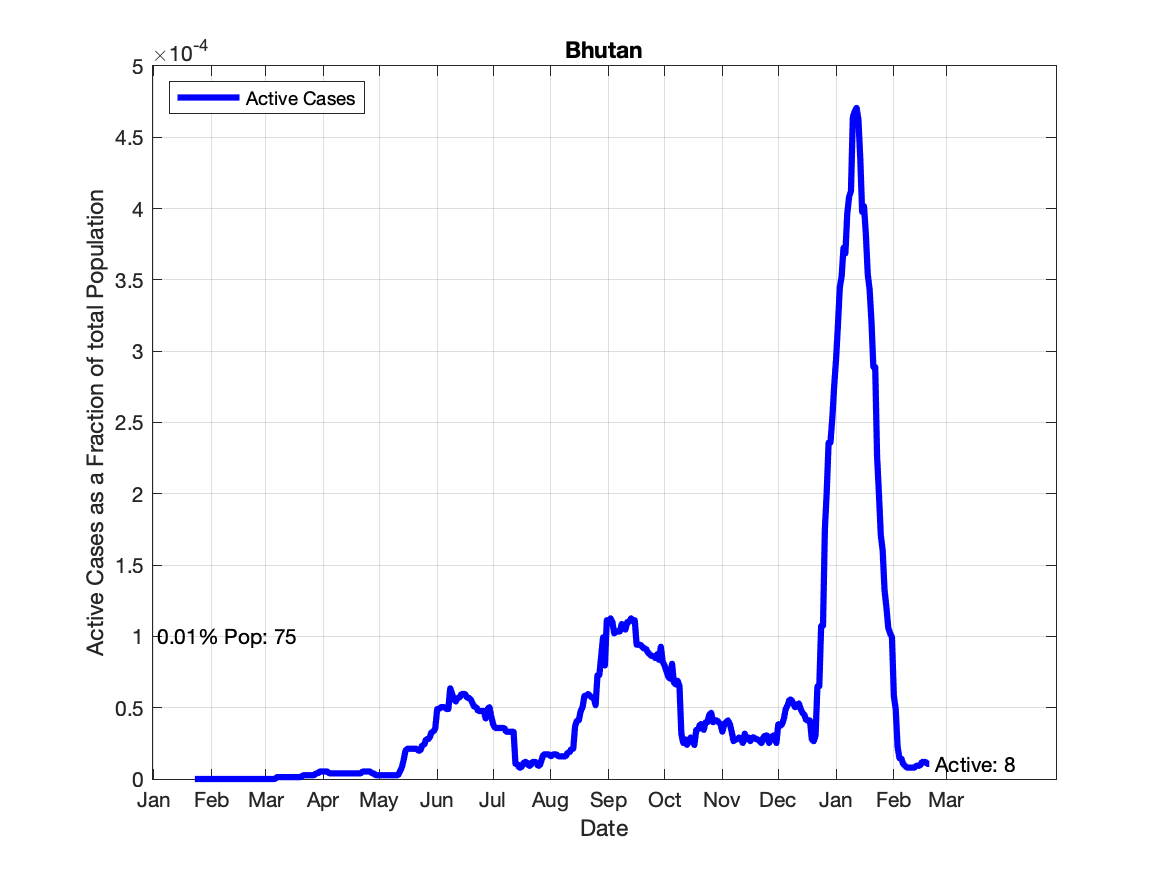 Bhutan
×10⁻⁴
Active Cases
5
4.5
4
3.5
3
2.5
2
1.5
1
0.5
0
Active Cases as a Fraction of total Population
0.01% Pop: 75
Active: 8
Jan Feb Mar Apr May Jun Jul Aug Sep Oct Nov Dec Jan Feb Mar
Date